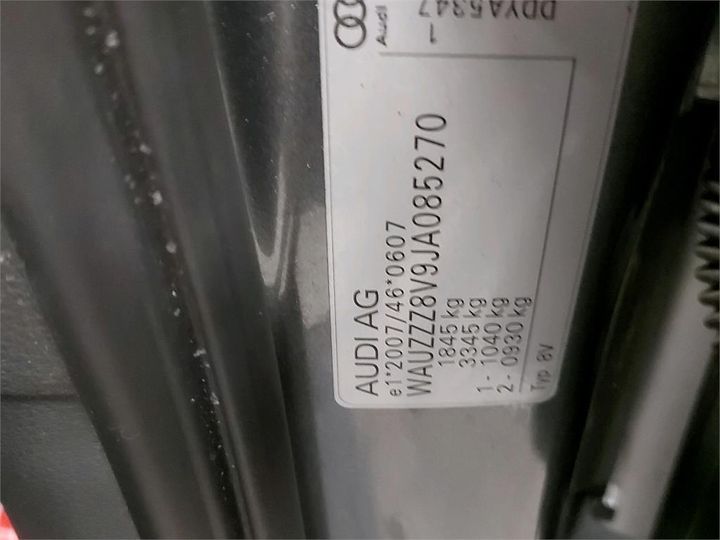 AUDI AG
e1*2007/46*0607
WAUZZZ8V9JA085270
1845 kg
3345 kg
1- 1040 kg
2- 0930 kg
Typ 8V
Audi
1
DDYA5347